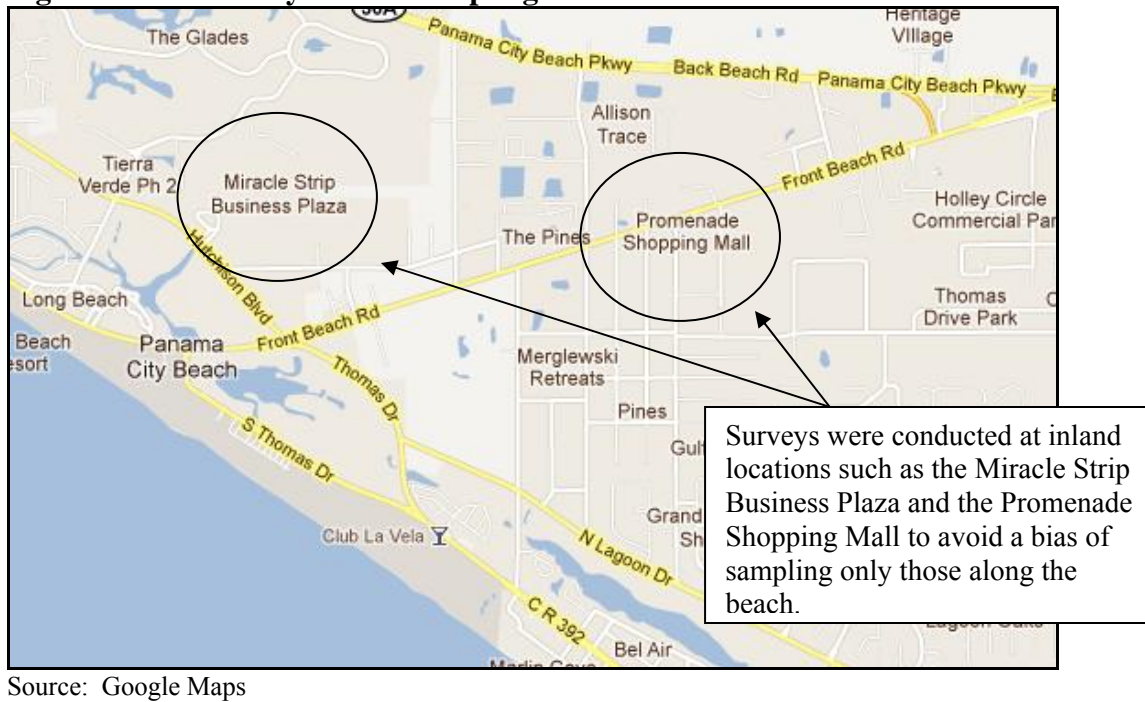 30A
Heritage
Village
The Glades
Panama City Beach Pkwy
Back Beach Rd
Panama City Beach Pkwy
Allison
Trace
Tierra
Verde Ph 2
Miracle Strip
Business Plaza
Front Beach Rd
Holley Circle
Commercial Par
Promenade
Shopping Mall
The Pines
Hutchison Blvd
Long Beach
Thomas
Drive Park
Beach
esort
Panama
City Beach
Front Beach Rd
Merglewski
Retreats
Thomas Dr
Pines
S Thomas Dr
Gulf
Grand
Sh
Club La Vela
N Lagoon Dr
C R 392
Bel Air
Surveys were conducted at inland
locations such as the Miracle Strip
Business Plaza and the Promenade
Shopping Mall to avoid a bias of
sampling only those along the
beach.
Source: Google Maps